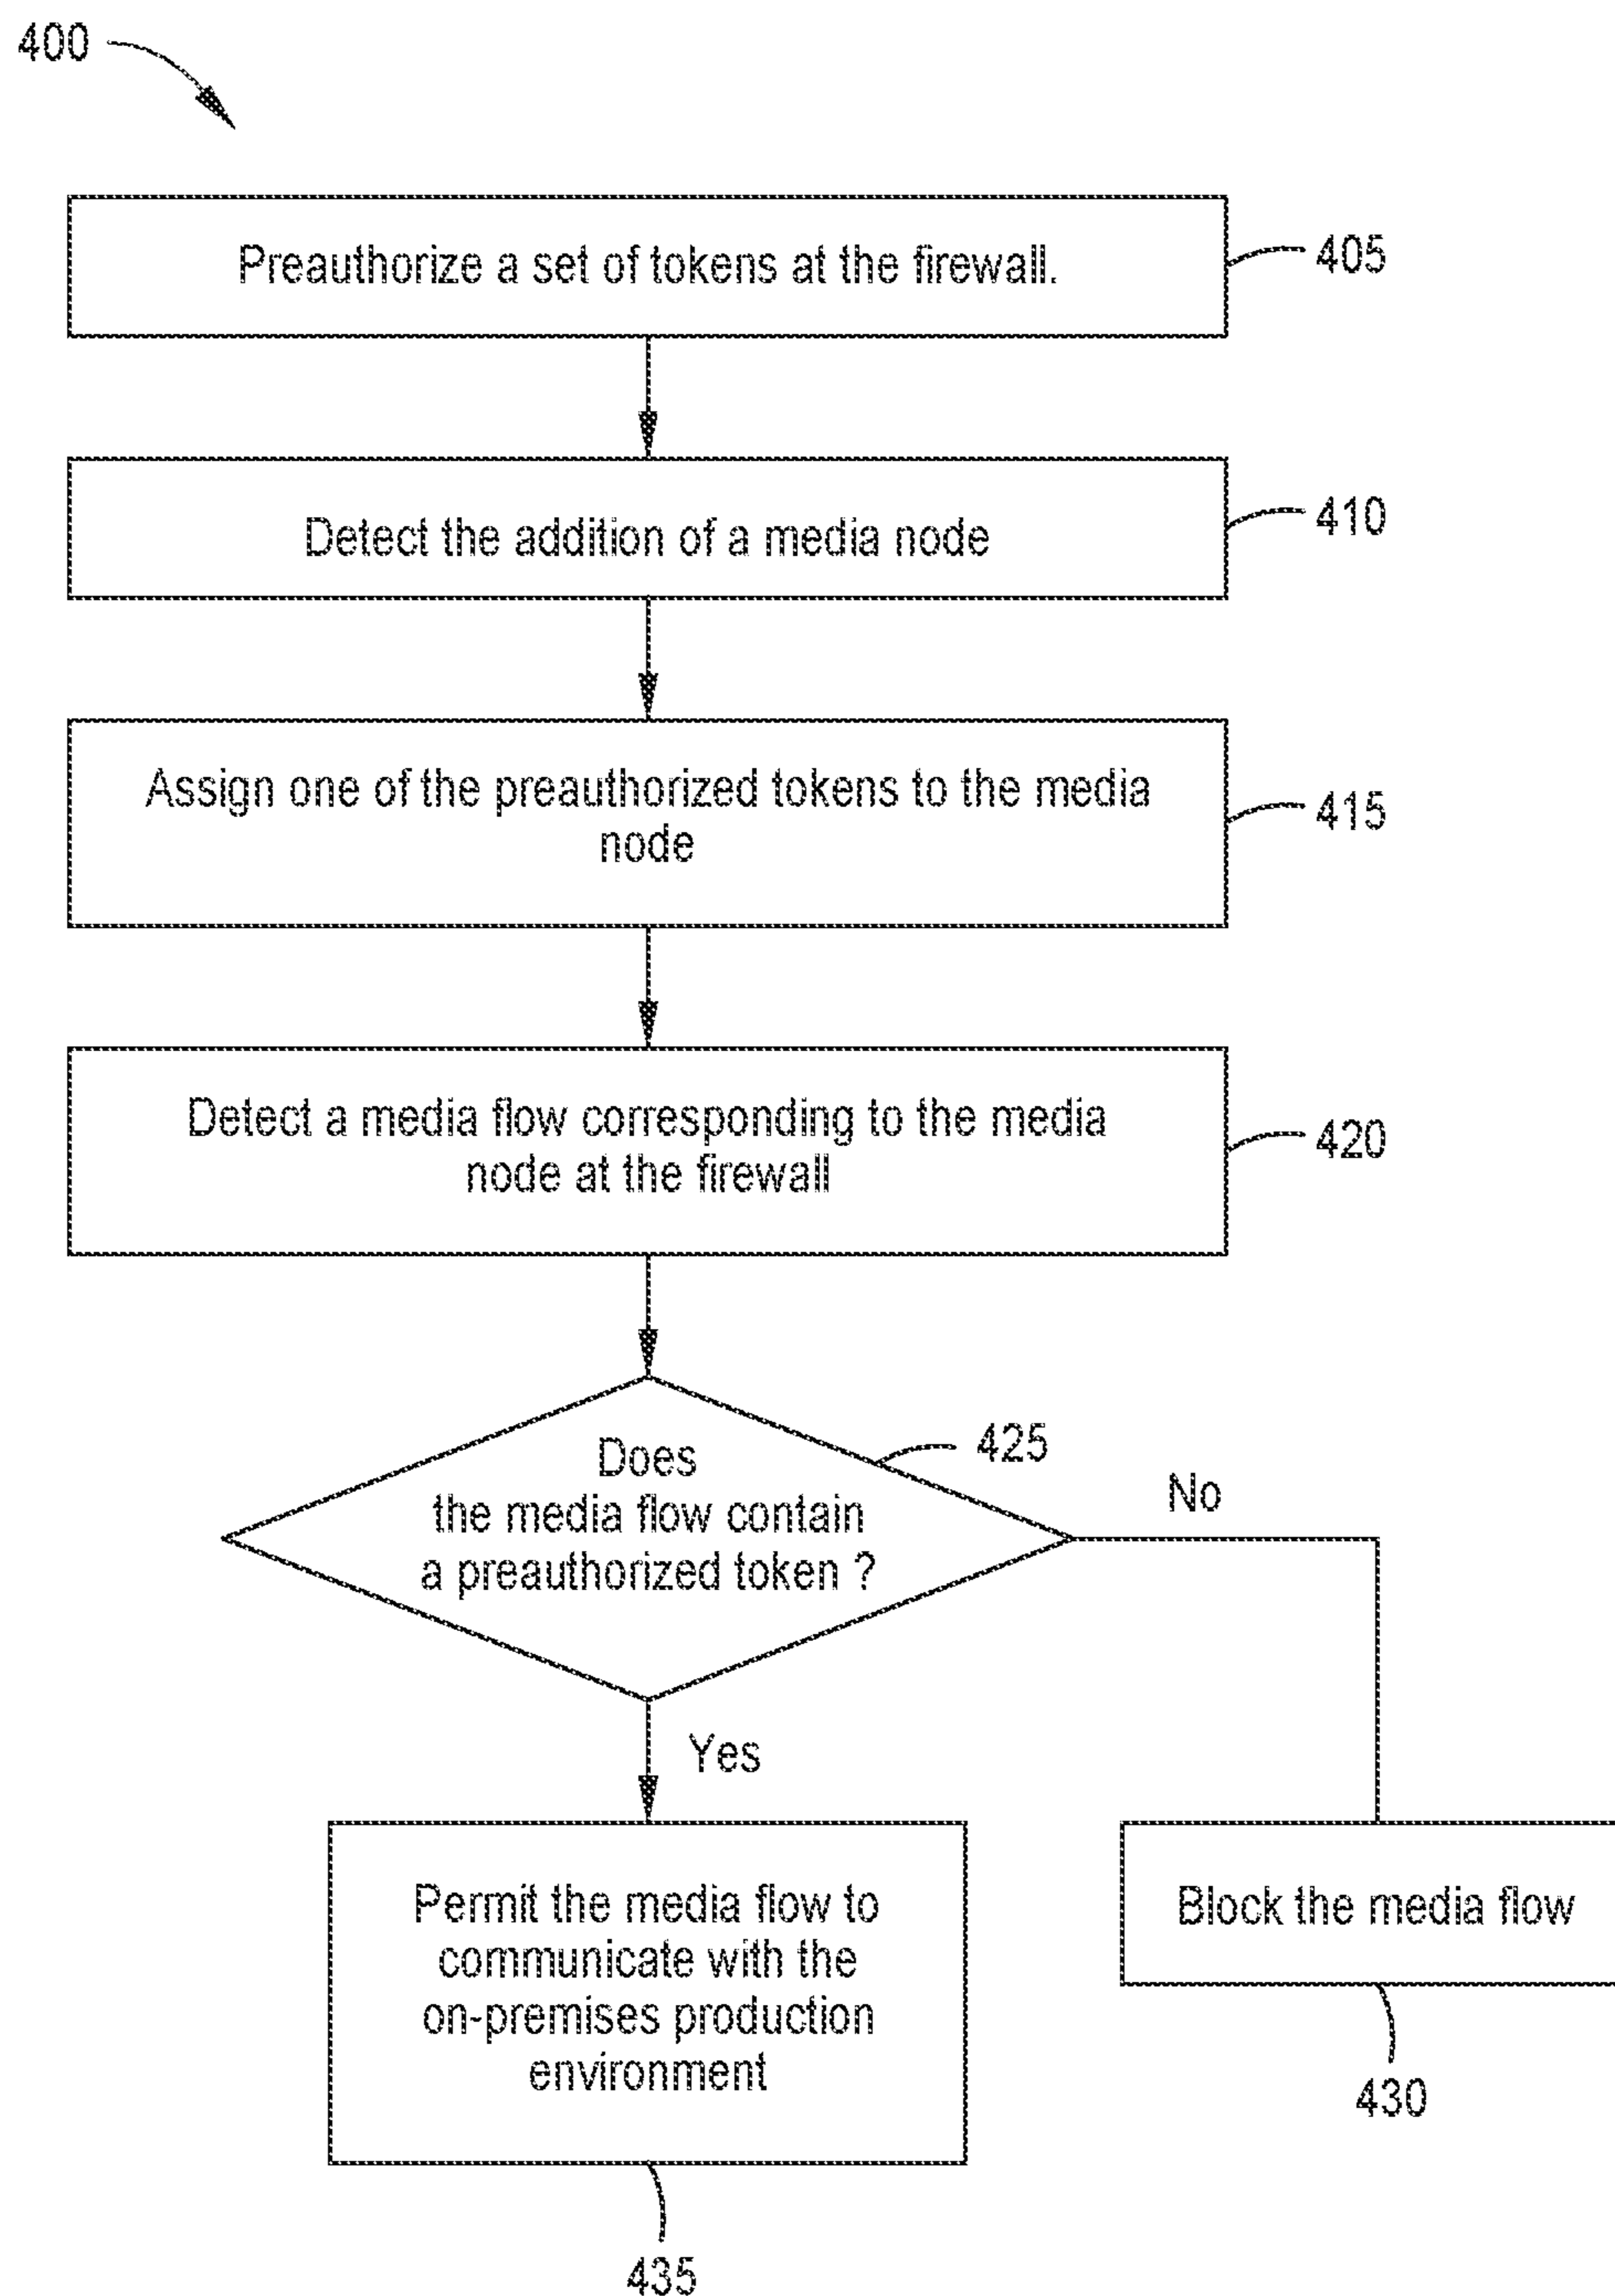 400
Preauthorize a set of tokens at the firewall.
405
Detect the addition of a media node
410
Assign one of the preauthorized tokens to the media
node
415
Detect a media flow corresponding to the media
node at the firewall
420
Does
the media flow contain
a preauthorized token ?
425
No
Yes
Permit the media flow to
communicate with the
on-premises production
environment
Block the media flow
430
435